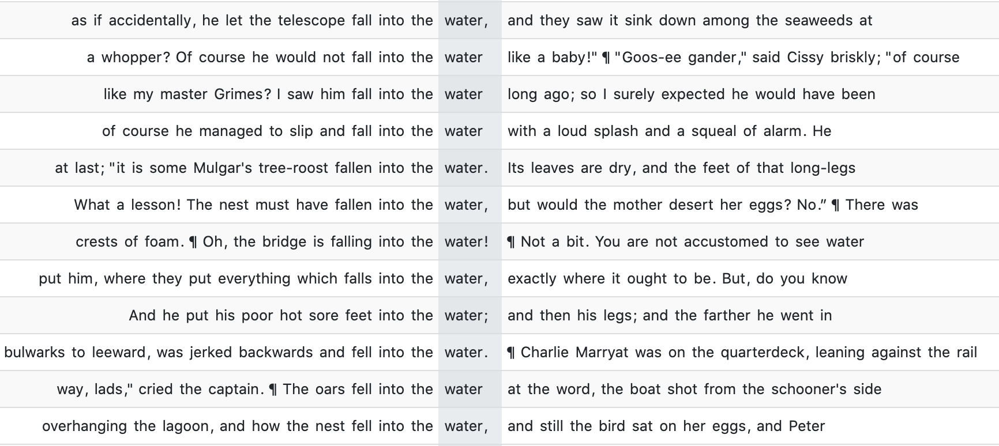 as if accidentally, he let the telescope fall into the water, and they saw it sink down among the seaweeds at
a whopper? Of course he would not fall into the water like a baby!" ¶ "Goos-ee gander," said Cissy briskly; "of course
like my master Grimes? I saw him fall into the water long ago; so I surely expected he would have been
of course he managed to slip and fall into the water with a loud splash and a squeal of alarm. He
at last; "it is some Mulgar's tree-roost fallen into the water. Its leaves are dry, and the feet of that long-legs
What a lesson! The nest must have fallen into the water, but would the mother desert her eggs? No.” ¶ There was
crests of foam. ¶ Oh, the bridge is falling into the water! ¶ Not a bit. You are not accustomed to see water
put him, where they put everything which falls into the water, exactly where it ought to be. But, do you know
And he put his poor hot sore feet into the water; and then his legs; and the farther he went in
bulwarks to leeward, was jerked backwards and fell into the water. ¶ Charlie Marryat was on the quarterdeck, leaning against the rail
way, lads," cried the captain. ¶ The oars fell into the water at the word, the boat shot from the schooner's side
overhanging the lagoon, and how the nest fell into the water, and still the bird sat on her eggs, and Peter